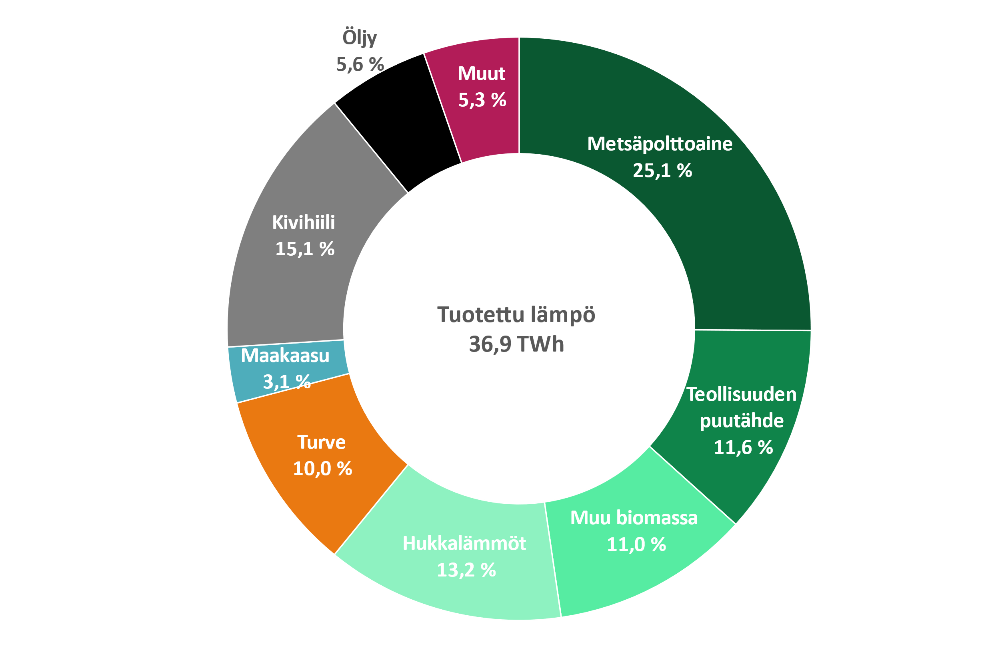 Öljy
5,6 %
Muut
5,3 %
Metsäpolttoaine
25,1 %
Kivihiili
15,1 %
Tuotettu lämpö
36,9 TWh
Maakaasu
3,1 %
Teollisuuden
puutähde
11,6 %
Turve
10,0 %
Muu biomassa
11,0 %
Hukkalämmöt
13,2 %